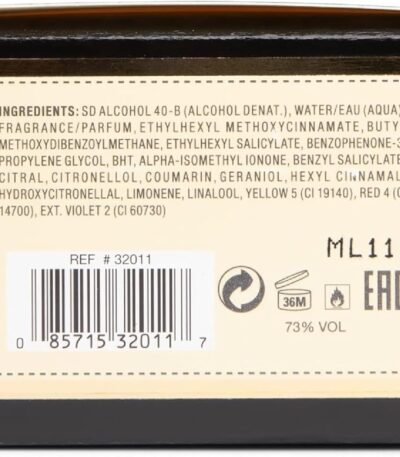 INGREDIENTS: SD ALCOHOL 40-B (ALCOHOL DENAT.), WATER/EAU (AQUA)
FRAGRANCE/PARFUM, ETHYLHEXYL METHOXYCINNAMATE, BUTY
METHOXYDIBENZOYLMETHANE, ETHYLHEXYL SALICYLATE, BENZOPHENONE-3
PROPYLENE GLYCOL, BHT, ALPHA-ISOMETHYL IONONE, BENZYL SALICYLATE
CITRAL, CITRONELLOL, COUMARIN, GERANIOL, HEXYL CINNAMAL
HYDROXYCITRONELLAL, LIMONENE, LINALOOL, YELLOW 5 (CI 19140), RED 4 (C
14700), EXT. VIOLET 2 (CI 60730)
ML11
REF # 32011
36M
EAC
73% VOL
0 85715 32011 7